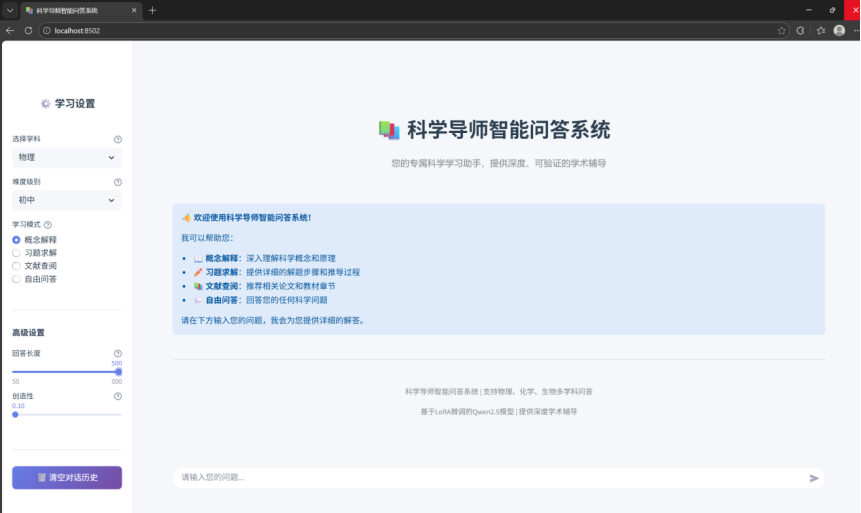 科学导师智能问答系统
localhost:8502
学习设置
选择学科
物理
难度级别
初中
学习模式
概念解释
习题求解
文献查阅
自由问答
高级设置
回答长度
500
50 500
创造性
0.10
清空对话历史
科学导师智能问答系统
您的专属科学学习助手，提供深度、可验证的学术辅导
欢迎使用科学导师智能问答系统！
我可以帮助您：
• 概念解释：深入理解科学概念和原理
• 习题求解：提供详细的解题步骤和推导过程
• 文献查阅：推荐相关论文和教材章节
• 自由问答：回答您的任何科学问题
请在下方输入您的问题，我会为您提供详细的解答。
科学导师智能问答系统 | 支持物理、化学、生物多学科问答
基于LoRA微调的Qwen2.5模型 | 提供深度学术辅导
请输入您的问题...